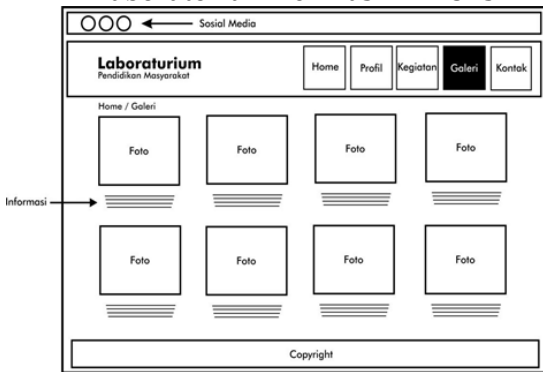 Sosial Media
Laboraturium
Pendidikan Masyarakat
Home Profil Kegiatan Galeri Kontak
Home / Galeri
Foto Foto Foto Foto
Informasi
Foto Foto Foto Foto
Copyright